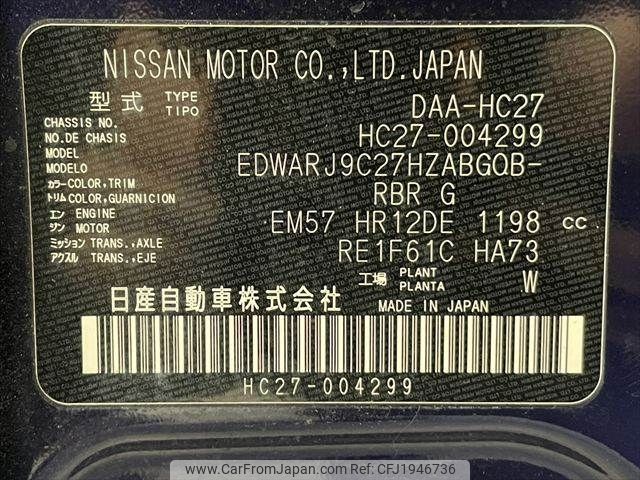 NISSAN MOTOR CO.,LTD.JAPAN
型式 TYPE TIPO DAA-HC27
CHASSIS NO. NO.DE CHASSIS HC27-004299
MODEL MODELO EDWARJ9C27HZABGQB-
カラー COLOR,TRIM トリム COLOR,GUARNICION RBR G
エンジン ENGINE MOTOR EM57 HR12DE 1198 CC
ミッション TRANS.,AXLE アクスル TRANS.,EJE RE1F61C HA73
工場 PLANT PLANTA W
日産自動車株式会社 MADE IN JAPAN
HC27-004299
www.CarFromJapan.com | © CarFromJapan | CFJ1946736